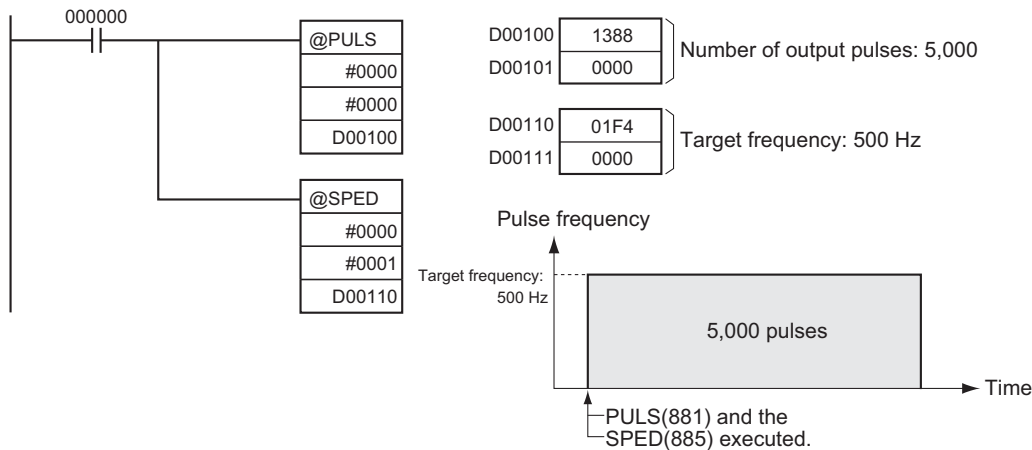 000000
@PULS
#0000
#0000
D00100
@SPED
#0000
#0001
D00110
D00100 1388
D00101 0000
Number of output pulses: 5,000
D00110 01F4
D00111 0000
Target frequency: 500 Hz
Pulse frequency
Target frequency:
500 Hz
5,000 pulses
Time
PULS(881) and the
SPED(885) executed.